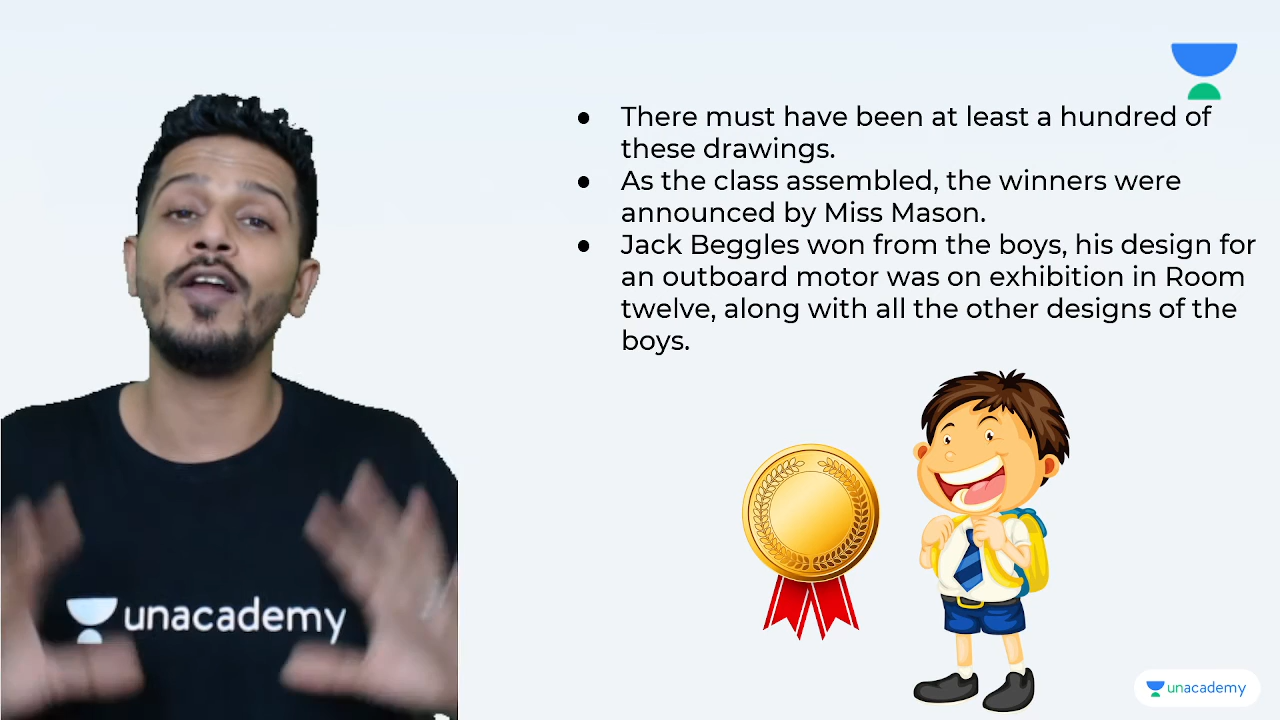 ● There must have been at least a hundred of
these drawings.
● As the class assembled, the winners were
announced by Miss Mason.
● Jack Beggles won from the boys, his design for
an outboard motor was on exhibition in Room
twelve, along with all the other designs of the
boys.
unacademy
unacademy